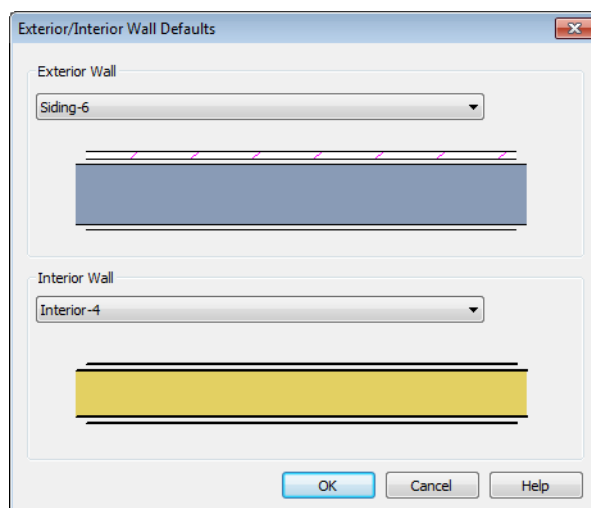 Exterior/Interior Wall Defaults
Exterior Wall
Siding-6
Interior Wall
Interior-4
OK
Cancel
Help